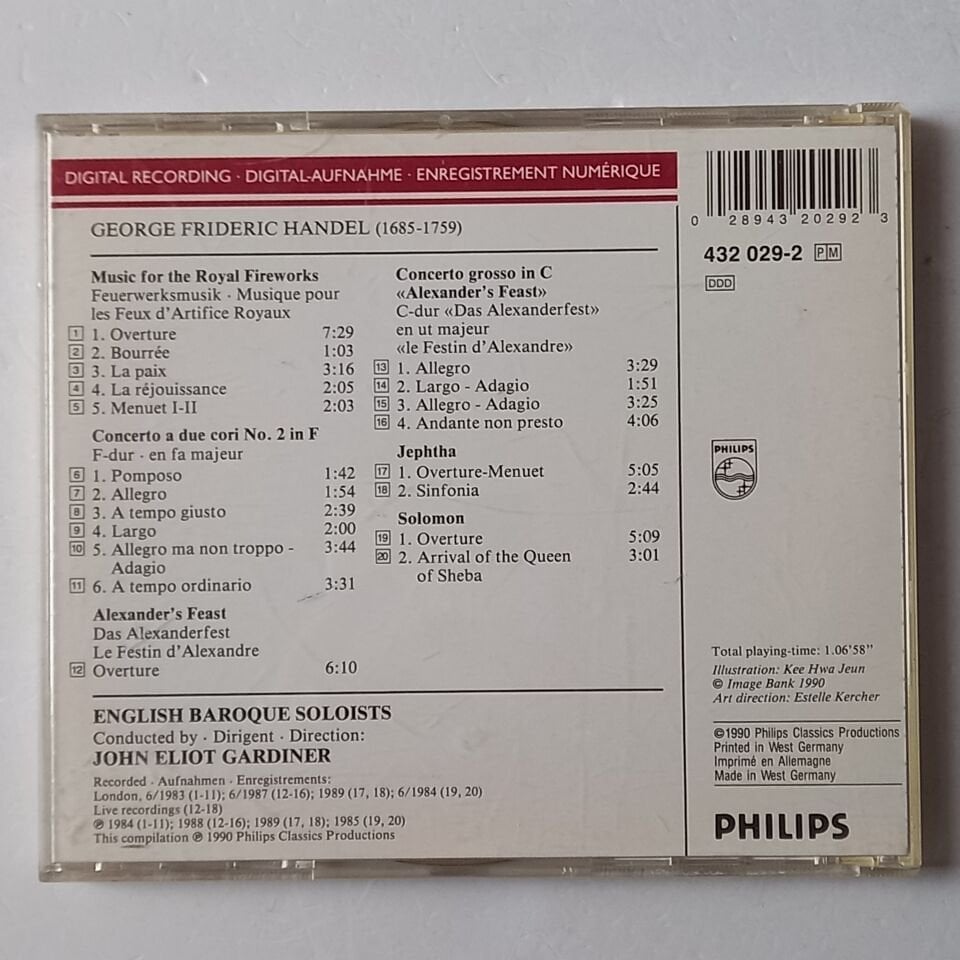 DIGITAL RECORDING · DIGITAL-AUFNAHME · ENREGISTREMENT NUMÉRIQUE
GEORGE FRIDERIC HANDEL (1685-1759)
Music for the Royal Fireworks
Feuerwerksmusik · Musique pour
les Feux d'Artifice Royaux
1 1. Overture 7:29
2 2. Bourrée 1:03
3 3. La paix 3:16
4 4. La réjouissance 2:05
5 5. Menuet I-II 2:03
Concerto a due cori No. 2 in F
F-dur · en fa majeur
6 1. Pomposo 1:42
7 2. Allegro 1:54
8 3. A tempo giusto 2:39
9 4. Largo 2:00
10 5. Allegro ma non troppo - 3:44
Adagio
11 6. A tempo ordinario 3:31
Alexander's Feast
Das Alexanderfest
Le Festin d'Alexandre
12 Overture 6:10
Concerto grosso in C
«Alexander's Feast»
C-dur «Das Alexanderfest»
en ut majeur
«le Festin d'Alexandre»
13 1. Allegro 3:29
14 2. Largo - Adagio 1:51
15 3. Allegro - Adagio 3:25
16 4. Andante non presto 4:06
Jephtha
17 1. Overture-Menuet 5:05
18 2. Sinfonia 2:44
Solomon
19 1. Overture 5:09
20 2. Arrival of the Queen 3:01
of Sheba
ENGLISH BAROQUE SOLOISTS
Conducted by · Dirigent · Direction:
JOHN ELIOT GARDINER
Recorded · Aufnahmen · Enregistrements:
London, 6/1983 (1-11); 6/1987 (12-16); 1989 (17, 18); 6/1984 (19, 20)
Live recordings (12-18)
℗ 1984 (1-11); 1988 (12-16); 1989 (17, 18); 1985 (19, 20)
This compilation ℗ 1990 Philips Classics Productions
0 28943 20292 3
432 029-2 PM
DDD
PHILIPS
Total playing-time: 1.06'58"
Illustration: Kee Hwa Jeun
© Image Bank 1990
Art direction: Estelle Kercher
©1990 Philips Classics Productions
Printed in West Germany
Imprimé en Allemagne
Made in West Germany
PHILIPS